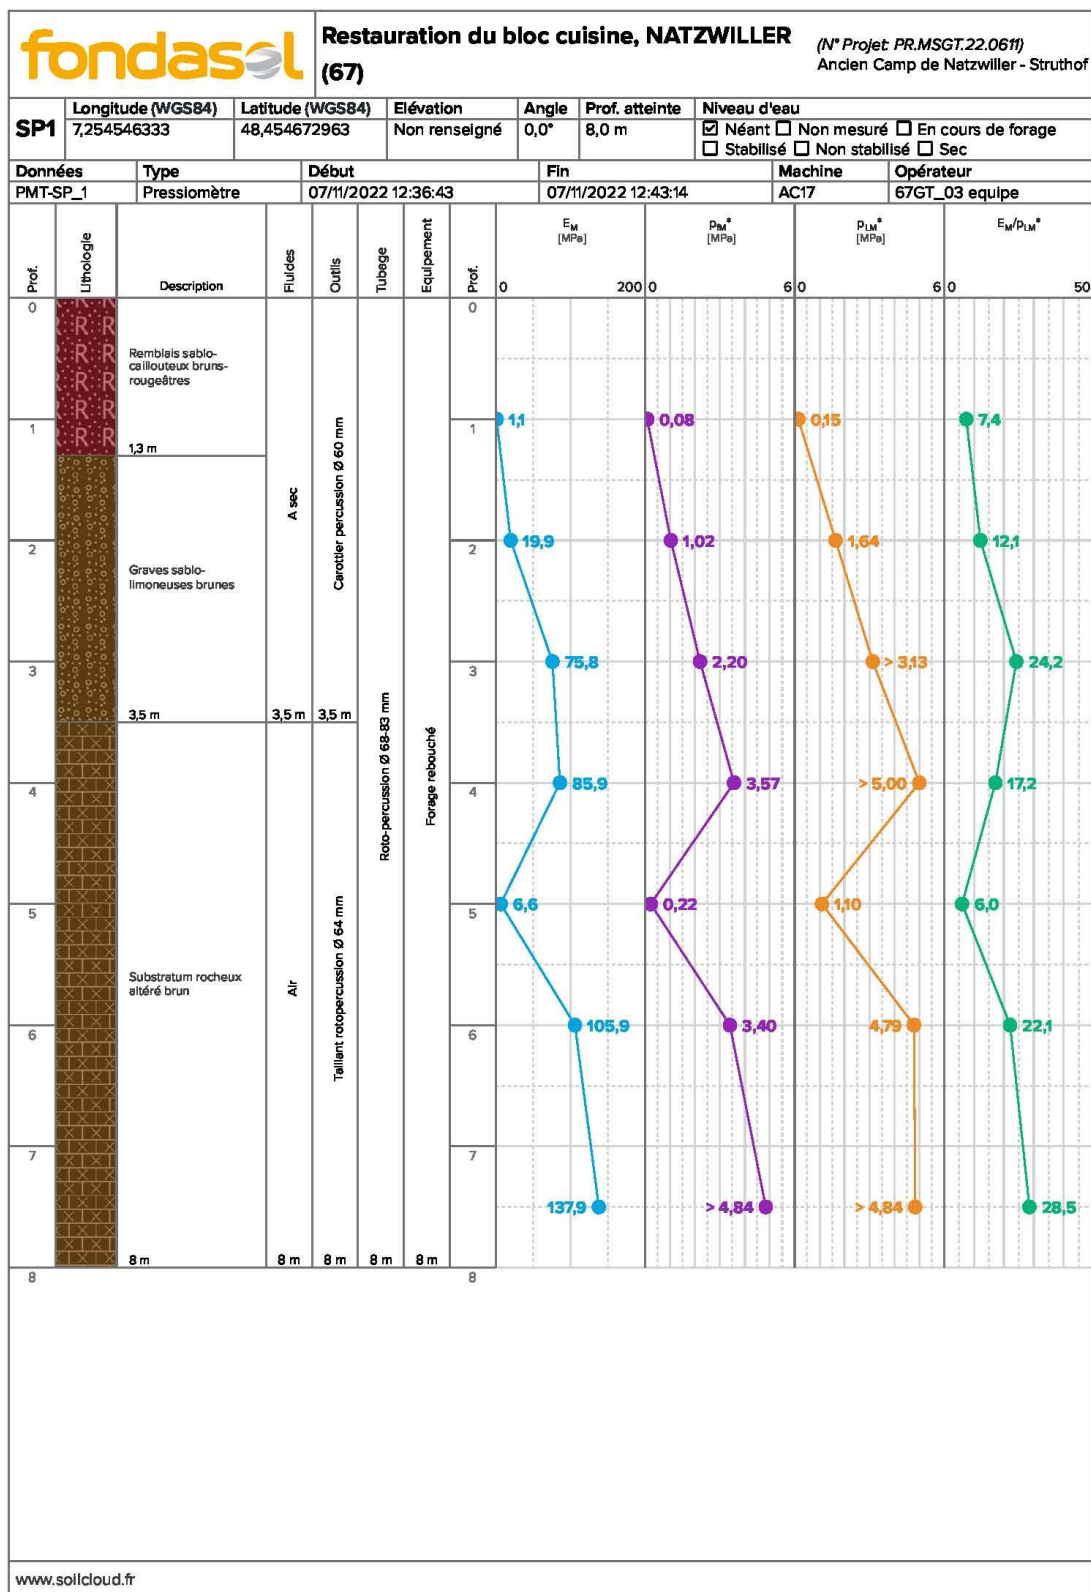 fondasol
Restauration du bloc cuisine, NATZWILLER
(67)
(N° Projet: PR.MSGT.22.0611)
Ancien Camp de Natzwiller - Struthof
SP1
Longitude (WGS84) Latitude (WGS84) Elévation Angle Prof. atteinte Niveau d'eau
7,254546333 48,454672963 Non renseigné 0,0° 8,0 m ☑ Néant ☐ Non mesuré ☐ En cours de forage
☐ Stabilisé ☐ Non stabilisé ☐ Sec
Données Type Début Fin Machine Opérateur
PMT-SP_1 Pressiomètre 07/11/2022 12:36:43 07/11/2022 12:43:14 AC17 67GT_03 equipe
Prof. Lithologie Description Fluides Outils Tubage Equipement Prof.
EM [MPa] pfM* [MPa] pLM* [MPa] EM/pLM*
0 200 0 6 0 6 0 50
0 0
R R R
Remblais sablo-
caillouteux bruns-
rougeâtres
1 1 1,1 0,08 0,15 7,4
1,3 m
A sec
Carottier percussion Ø 60 mm
2 2 19,9 1,02 1,64 12,1
Graves sablo-
limoneuses brunes
3 3 75,8 2,20 > 3,13 24,2
3,5 m 3,5 m 3,5 m
Roto-percussion Ø 68-83 mm
Forage rebouché
4 4 85,9 3,57 > 5,00 17,2
5 5 6,6 0,22 1,10 6,0
Substratum rocheux
altéré brun
Air
Taillant rotopercussion Ø 64 mm
6 6 105,9 3,40 4,79 22,1
7 7
137,9 > 4,84 > 4,84 28,5
8 m 8 m 8 m 8 m 8 m
8 8
www.soilcloud.fr